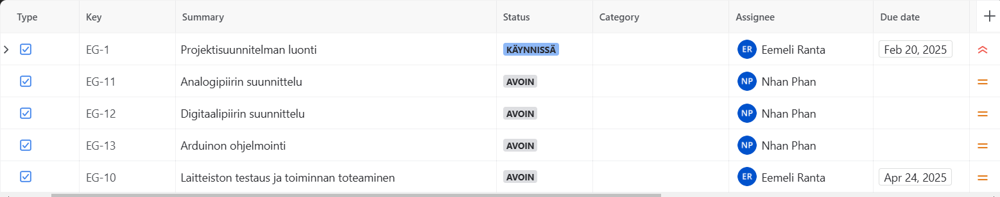 Type Key Summary Status Category Assignee Due date
EG-1 Projektisuunnitelman luonti KÄYNNISSÄ ER Eemeli Ranta Feb 20, 2025
EG-11 Analogipiirin suunnittelu AVOIN NP Nhan Phan
EG-12 Digitaalipiirin suunnittelu AVOIN NP Nhan Phan
EG-13 Arduinon ohjelmointi AVOIN NP Nhan Phan
EG-10 Laitteiston testaus ja toiminnan toteaminen AVOIN ER Eemeli Ranta Apr 24, 2025